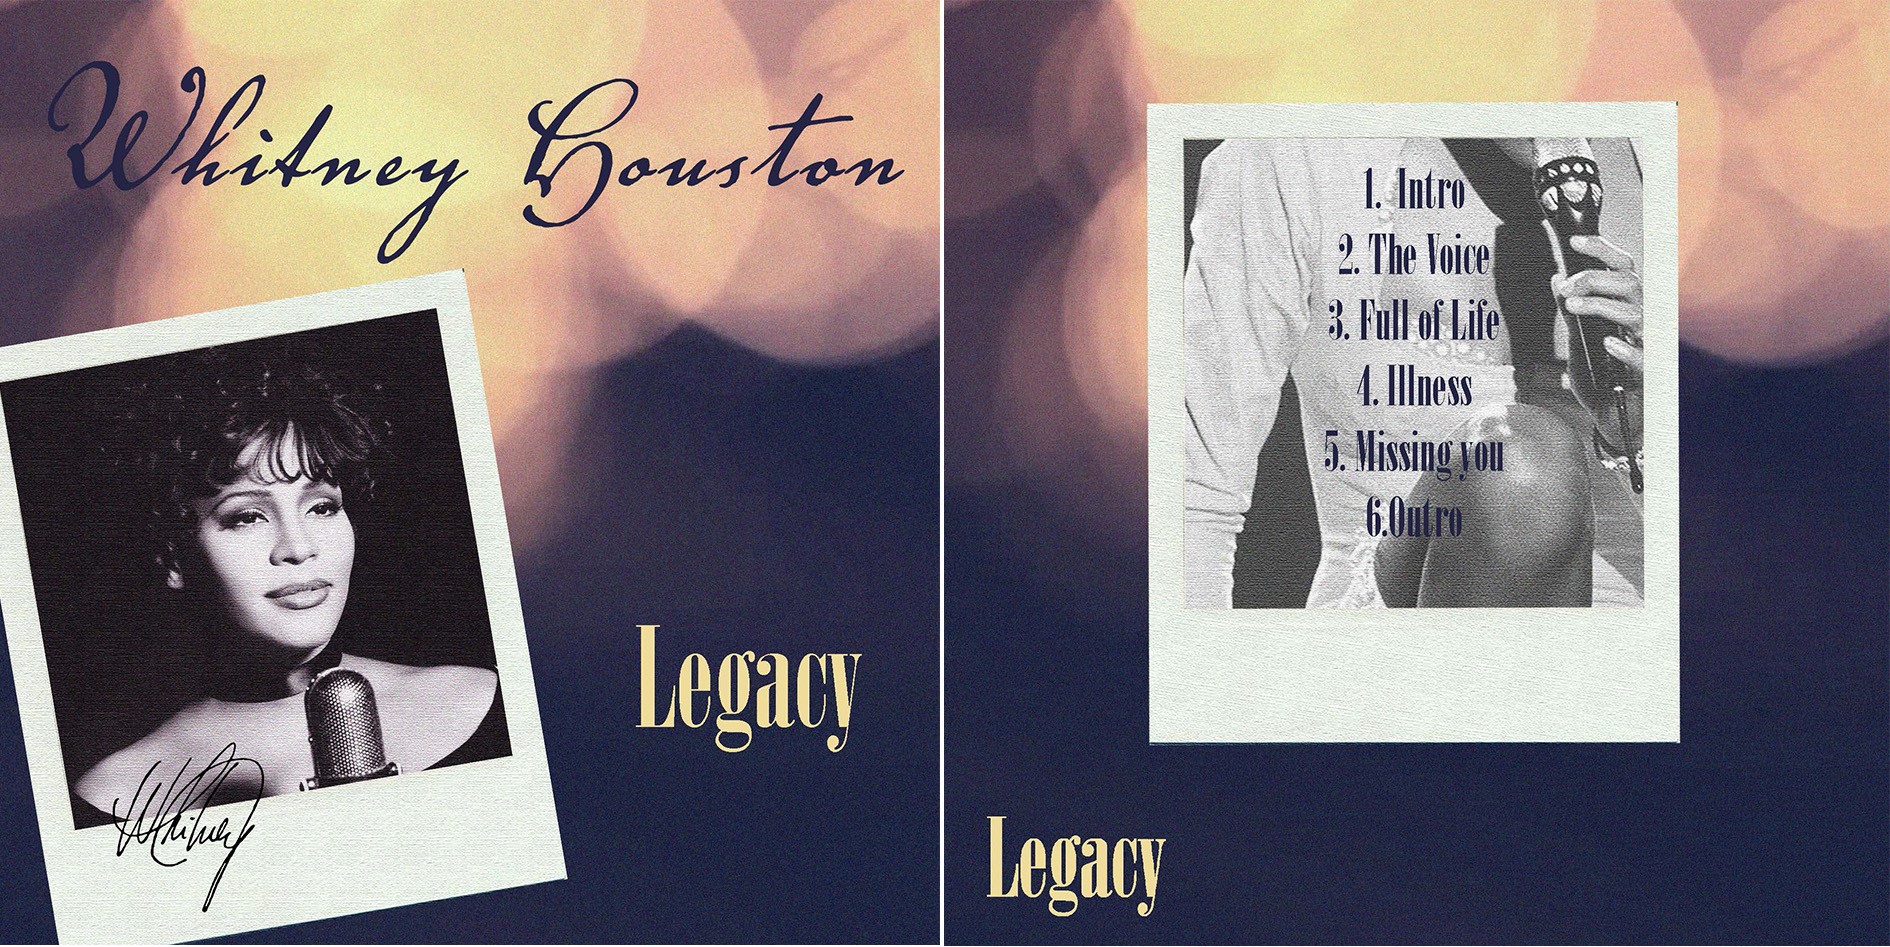 Whitney Houston
Legacy
Whitney
1. Intro
2. The Voice
3. Full of Life
4. Illness
5. Missing you
6.Outro
Legacy